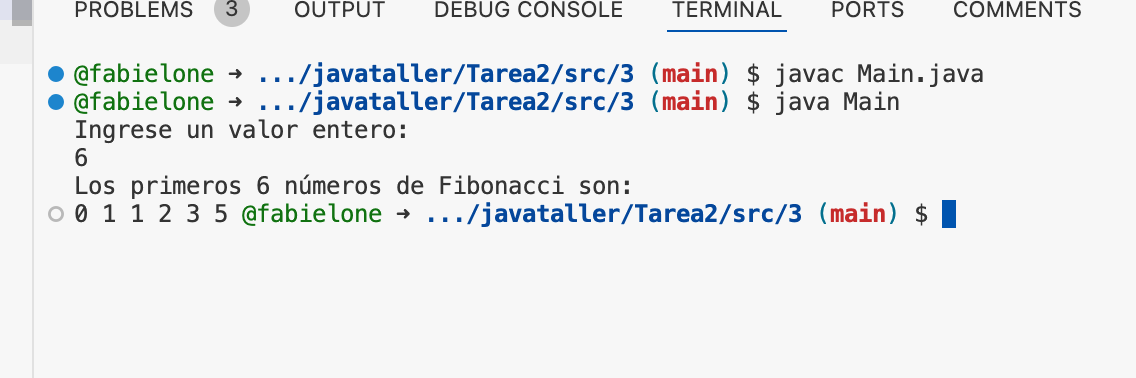 PROBLEMS 3 OUTPUT DEBUG CONSOLE TERMINAL PORTS COMMENTS
@fabielone ➜ .../javataller/Tarea2/src/3 (main) $ javac Main.java
@fabielone ➜ .../javataller/Tarea2/src/3 (main) $ java Main
Ingrese un valor entero:
6
Los primeros 6 números de Fibonacci son:
0 1 1 2 3 5 @fabielone ➜ .../javataller/Tarea2/src/3 (main) $